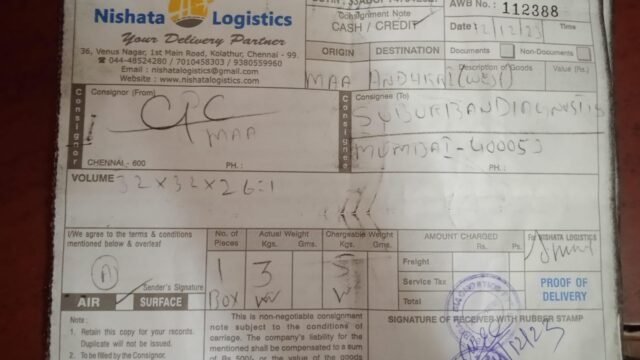 Nishata Logistics
Your Delivery Partner
36, Venus Nagar, 1st Main Road, Kolathur, Chennai - 99.
044-48524280 / 7010458303 / 9380559960
Email : nishatalogistics@gmail.com
Website : www.nishatalogistics.com
Consignment Note
CASH / CREDIT
AWB No.: 112388
Date 12/12/23 Time
ORIGIN DESTINATION
Documents Non-Documents
Description of Goods Value (Rs.)
MAA ANDHERI (WEST)
Consignor
Consignor (From)
CPC
MAA
CHENNAI - 600 PH. :
Consignee
Consignee (To)
SUBURBAN DIAGNOSTIC
MUMBAI - 400053
PH. :
VOLUME 32 x 32 x 26 = 1
I/We agree to the terms & conditions
mentioned below & overleaf
Sender's Signature
AIR SURFACE
No. of Pieces
Actual Weight
Kgs. Gms.
Chargeable Weight
Kgs. Gms.
1 3
BOX
AMOUNT CHARGED
Rs. Ps.
Freight
Service Tax
Total
For NISHATA LOGISTICS
PROOF OF
DELIVERY
Note :
1. Retain this copy for your records.
Duplicate will not be issued.
2. To be filled by the Consignor.
This is non-negotiable consignment
note subject to the conditions of
carriage. The company's liability for
the mentioned shall be compensated to a sum
of Rs 500/- or the value of the goods
SIGNATURE OF RECEIVER WITH RUBBER STAMP